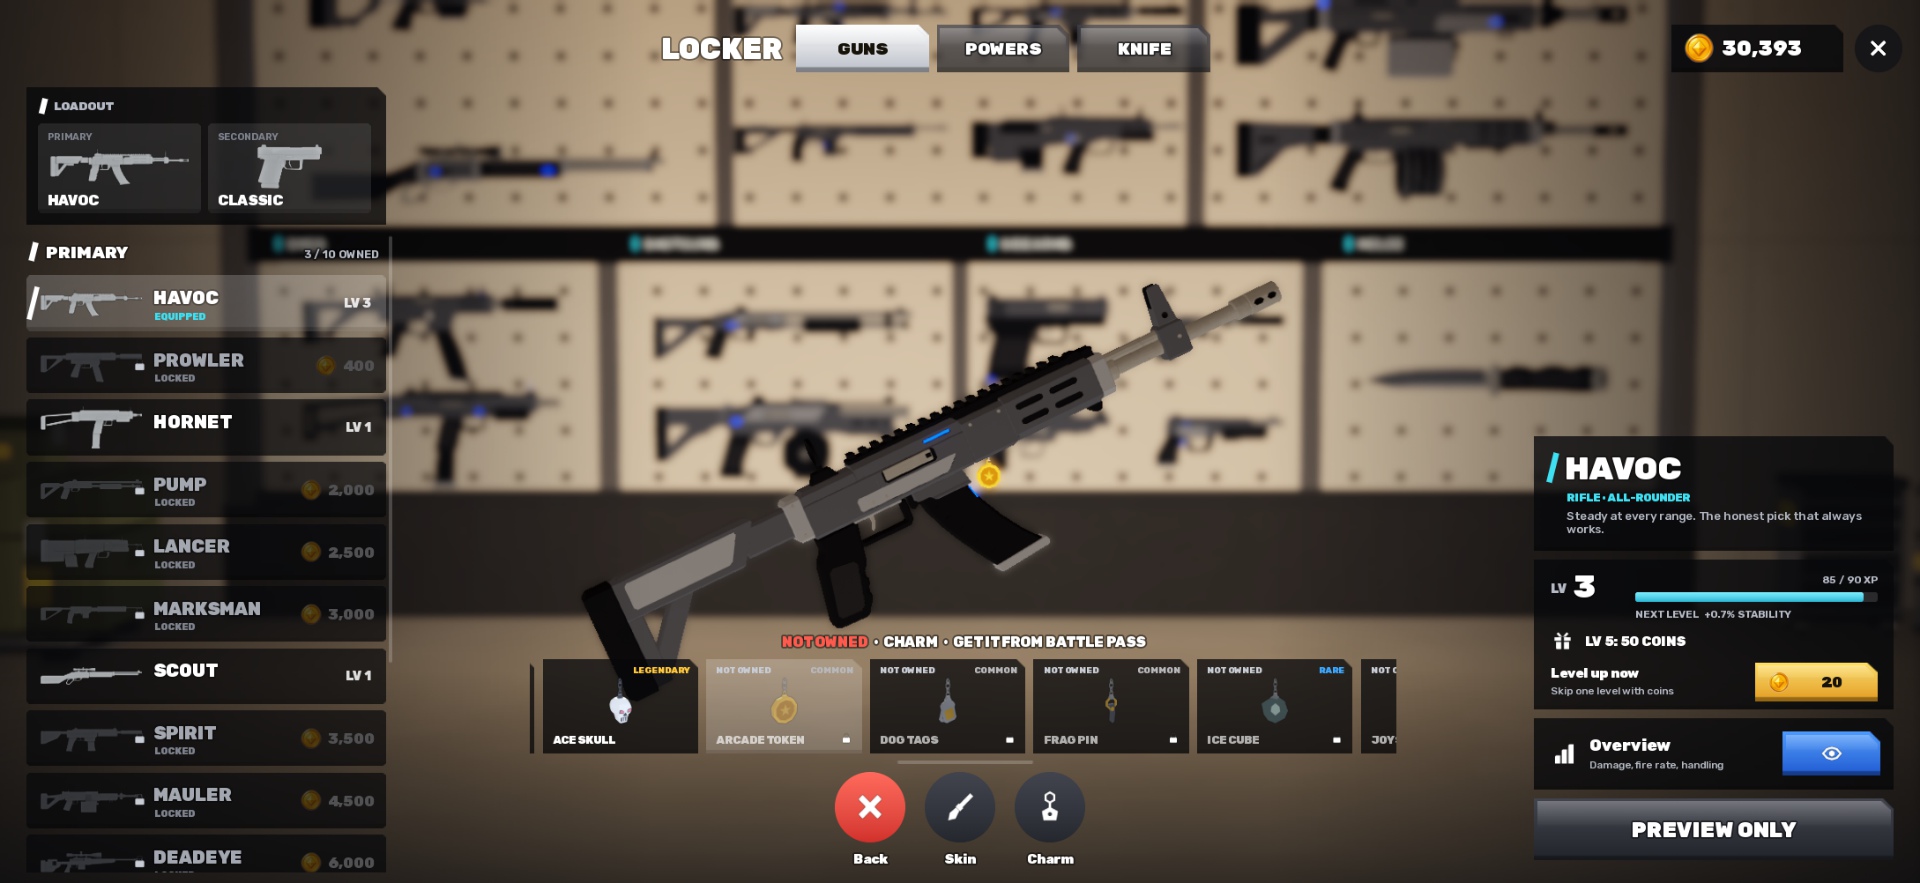 LOCKER
GUNS
POWERS
KNIFE
30,393
LOADOUT
PRIMARY
HAVOC
SECONDARY
CLASSIC
PRIMARY
3 / 10 OWNED
HAVOC
EQUIPPED
LV 3
PROWLER
LOCKED
400
HORNET
LV 1
PUMP
LOCKED
2,000
LANCER
LOCKED
2,500
MARKSMAN
LOCKED
3,000
SCOUT
LV 1
SPIRIT
LOCKED
3,500
MAULER
LOCKED
4,500
DEADEYE
6,000
NOT OWNED • CHARM • GET IT FROM BATTLE PASS
LEGENDARY
ACE SKULL
NOT OWNED
COMMON
ARCADE TOKEN
NOT OWNED
COMMON
DOG TAGS
NOT OWNED
COMMON
FRAG PIN
NOT OWNED
RARE
ICE CUBE
NOT O
JOYS
Back
Skin
Charm
HAVOC
RIFLE • ALL-ROUNDER
Steady at every range. The honest pick that always
works.
LV 3
85 / 90 XP
NEXT LEVEL +0.7% STABILITY
LV 5: 50 COINS
Level up now
Skip one level with coins
20
Overview
Damage, fire rate, handling
PREVIEW ONLY